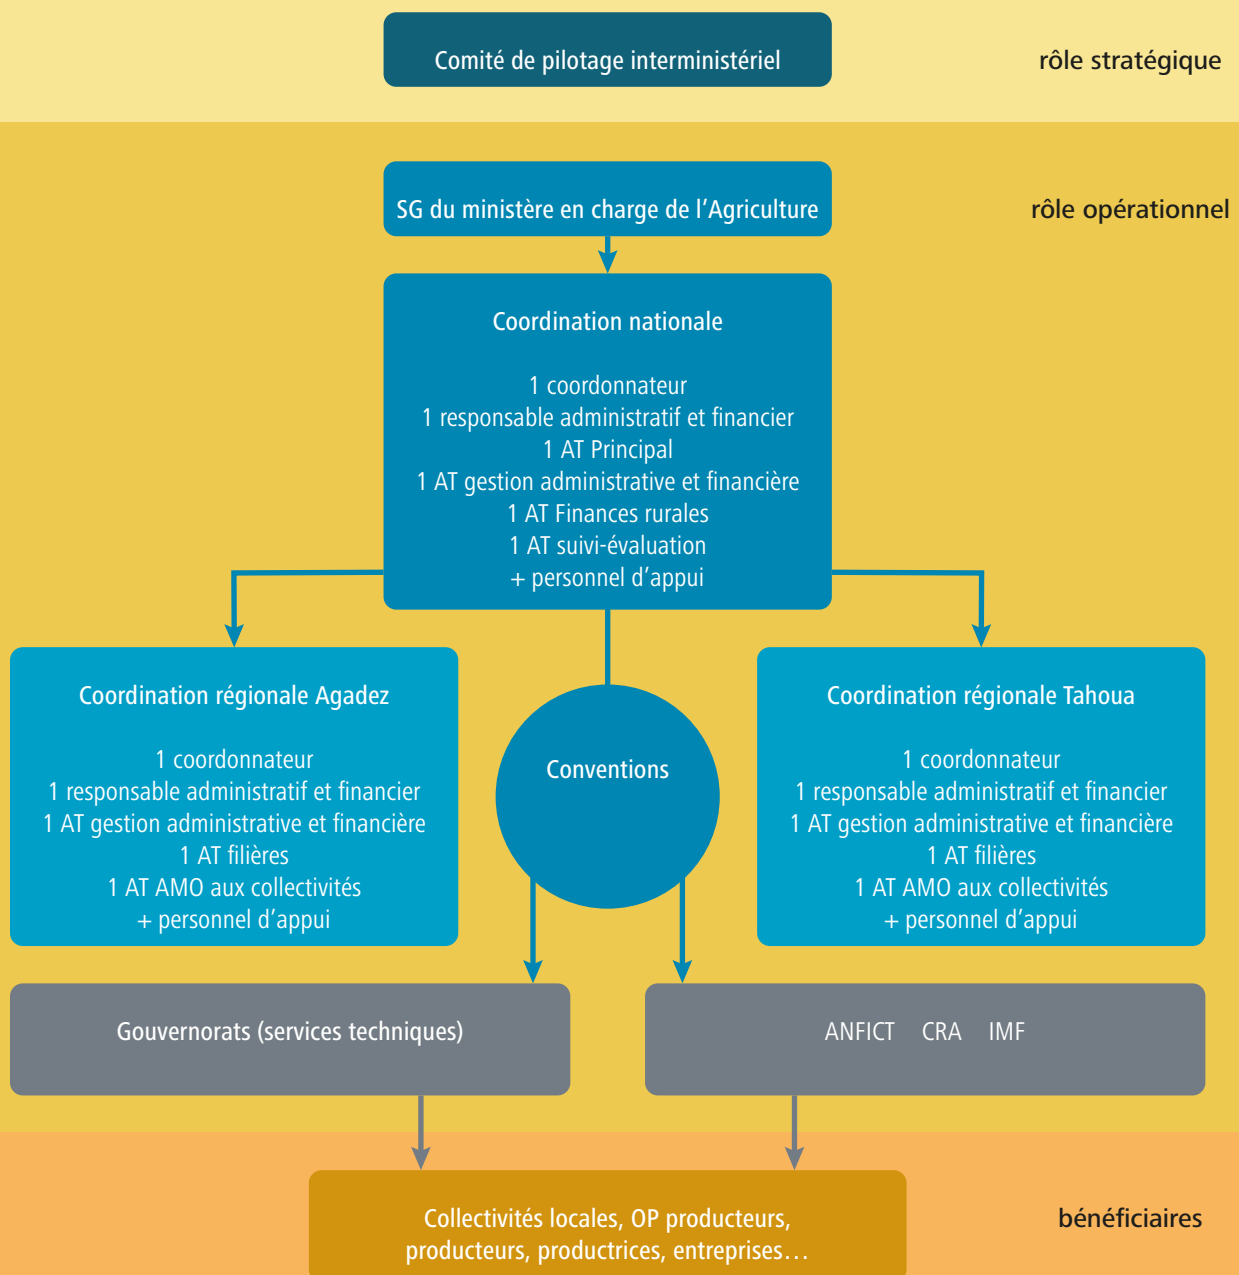 Comité de pilotage interministériel
rôle stratégique
SG du ministère en charge de l'Agriculture
rôle opérationnel
Coordination nationale
1 coordonnateur
1 responsable administratif et financier
1 AT Principal
1 AT gestion administrative et financière
1 AT Finances rurales
1 AT suivi-évaluation
+ personnel d'appui
Coordination régionale Agadez
1 coordonnateur
1 responsable administratif et financier
1 AT gestion administrative et financière
1 AT filières
1 AT AMO aux collectivités
+ personnel d'appui
Conventions
Coordination régionale Tahoua
1 coordonnateur
1 responsable administratif et financier
1 AT gestion administrative et financière
1 AT filières
1 AT AMO aux collectivités
+ personnel d'appui
Gouvernorats (services techniques)
ANFICT CRA IMF
Collectivités locales, OP producteurs,
producteurs, productrices, entreprises…
bénéficiaires